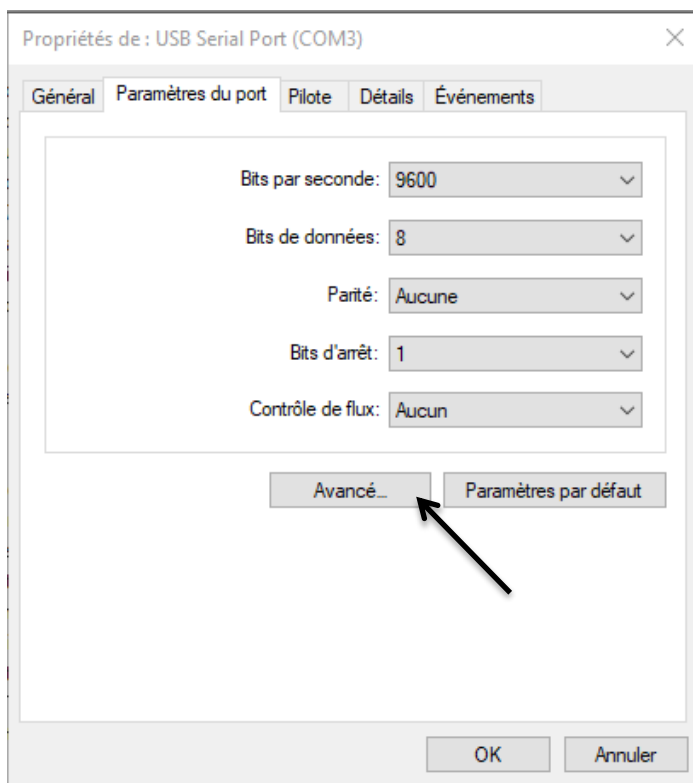 Propriétés de : USB Serial Port (COM3)
Général Paramètres du port Pilote Détails Événements
Bits par seconde: 9600
Bits de données: 8
Parité: Aucune
Bits d'arrêt: 1
Contrôle de flux: Aucun
Avancé... Paramètres par défaut
OK Annuler